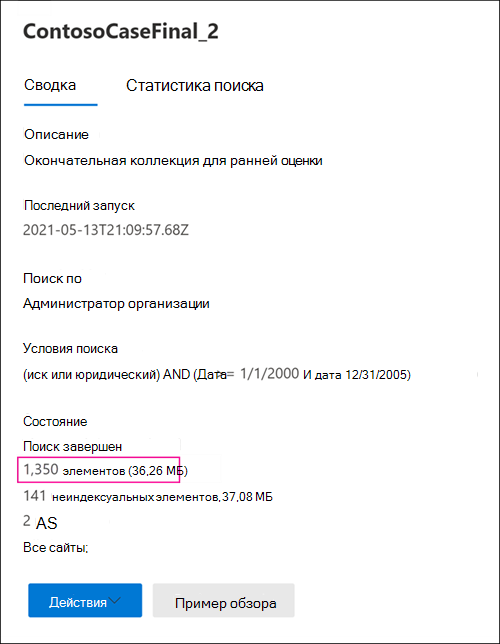 ContosoCaseFinal_2
Сводка Статистика поиска
Описание
Окончательная коллекция для ранней оценки
Последний запуск
2021-05-13T21:09:57.68Z
Поиск по
Администратор организации
Условия поиска
(иск или юридический) AND (Дата>= 1/1/2000 И дата 12/31/2005)
Состояние
Поиск завершен
1,350 элементов (36,26 МБ)
141 неиндексуальных элементов, 37,08 МБ
2 AS
Все сайты;
Действия Пример обзора